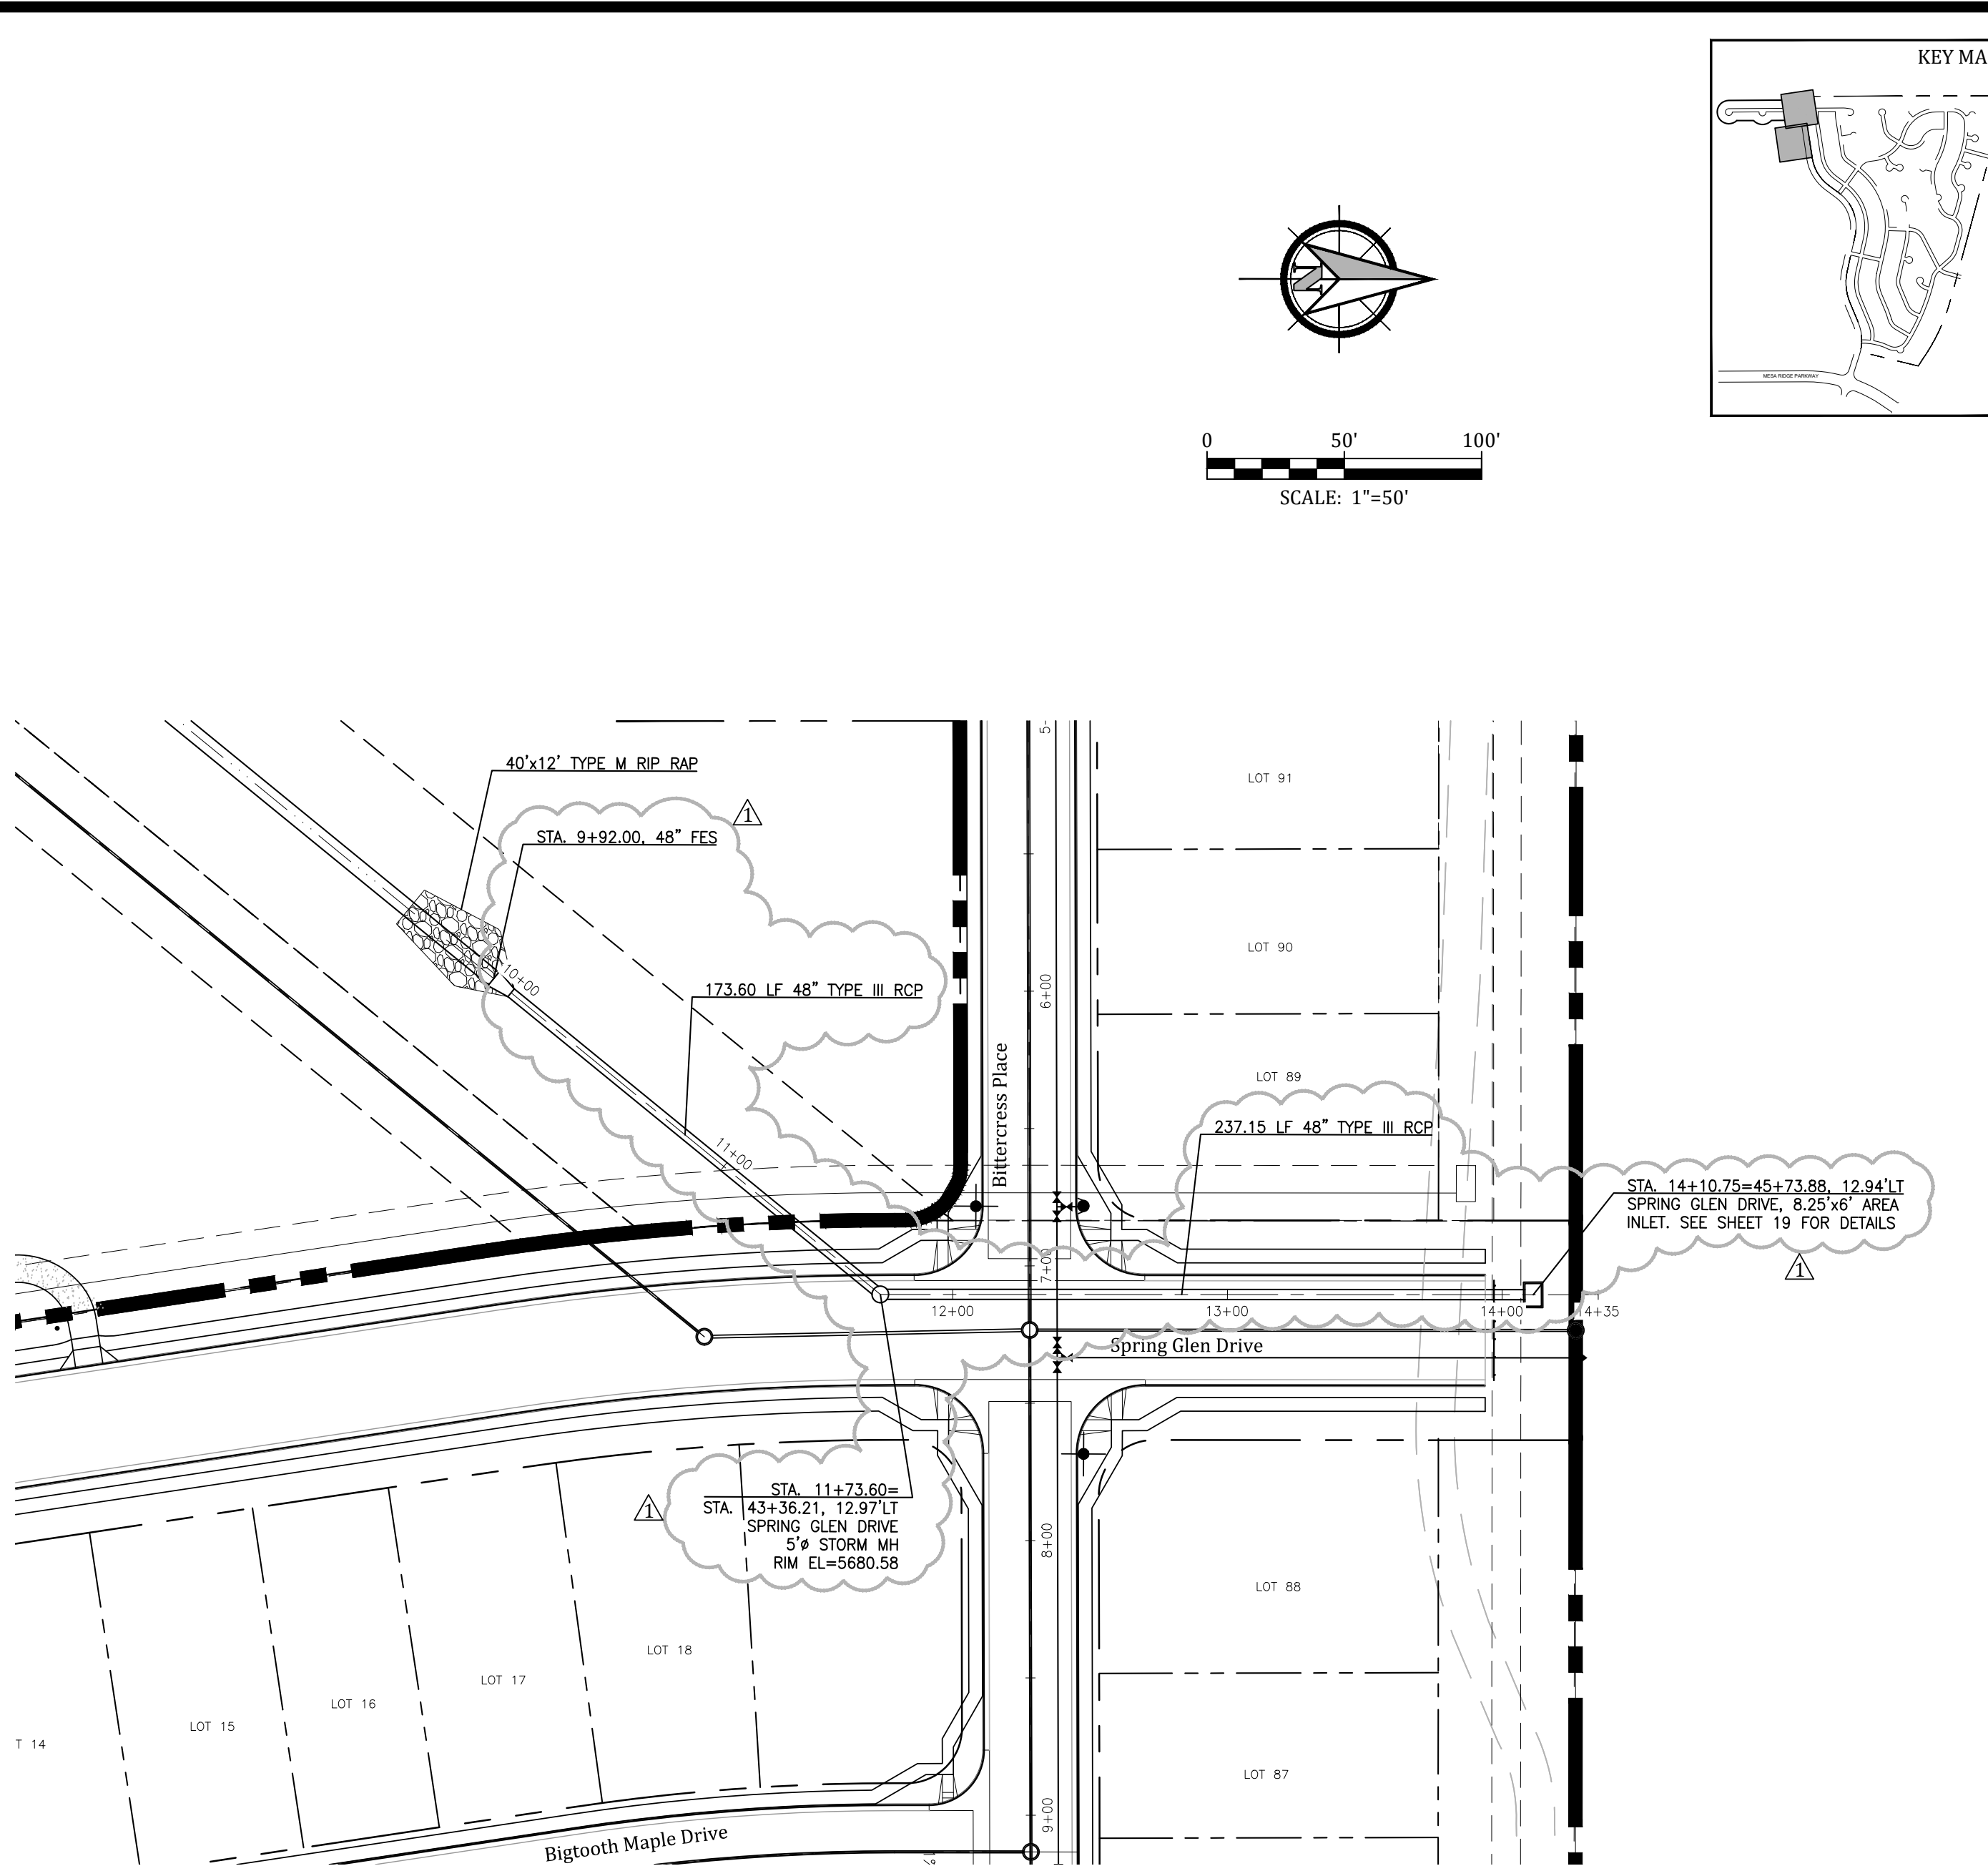 KEY MA
MESA RIDGE PARKWAY
N
0 50' 100'
SCALE: 1"=50'
5-
40'x12' TYPE M RIP RAP
LOT 91
1
STA. 9+92.00, 48" FES
LOT 90
10+00
173.60 LF 48" TYPE III RCP
6+00
Bittercress Place
LOT 89
237.15 LF 48" TYPE III RCP
11+00
STA. 14+10.75=45+73.88, 12.94'LT
SPRING GLEN DRIVE, 8.25'x6' AREA
INLET. SEE SHEET 19 FOR DETAILS
1
7+00
12+00
13+00
14+00
4+35
Spring Glen Drive
1
STA. 11+73.60=
STA. 43+36.21, 12.97'LT
SPRING GLEN DRIVE
5'ø STORM MH
RIM EL=5680.58
8+00
LOT 88
LOT 18
LOT 17
LOT 16
LOT 15
T 14
LOT 87
9+00
Bigtooth Maple Drive